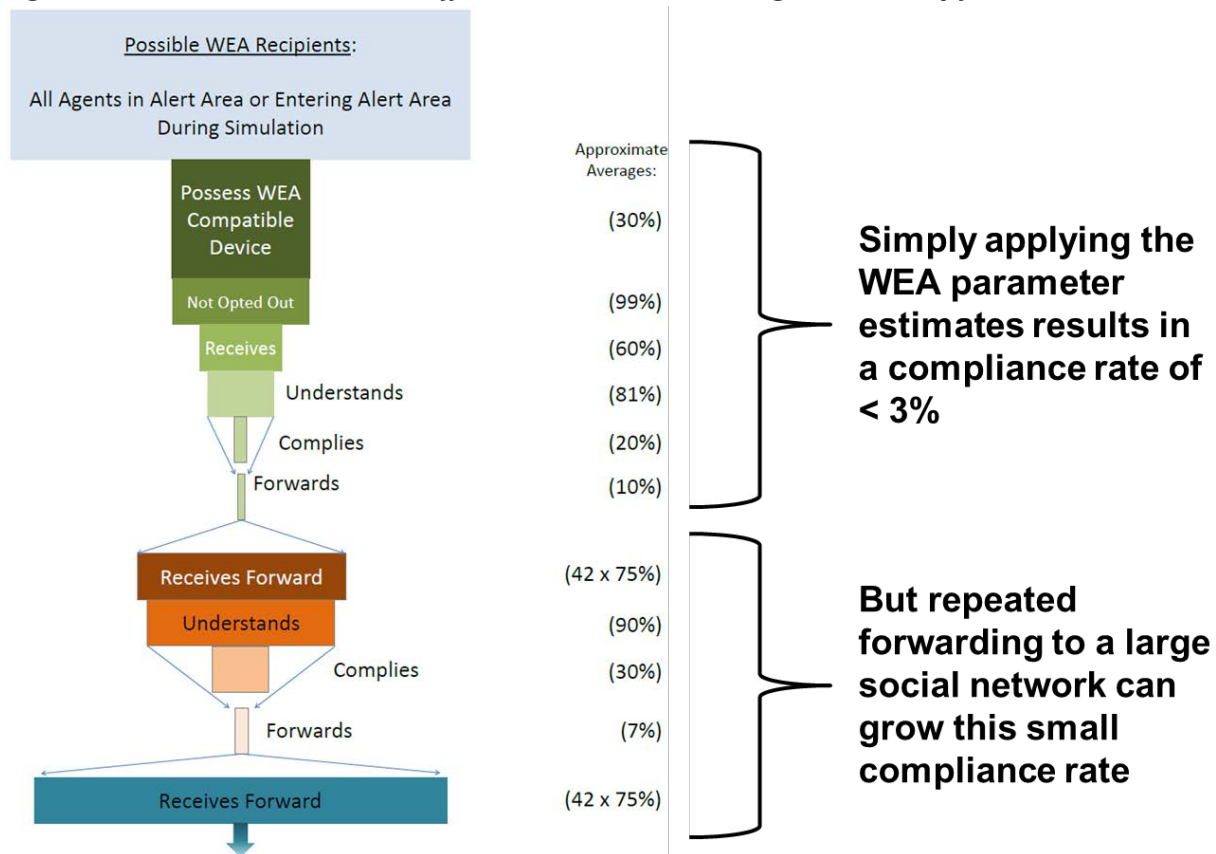 Possible WEA Recipients:
All Agents in Alert Area or Entering Alert Area
During Simulation
Approximate
Averages:
Possess WEA
Compatible
Device
(30%)
Not Opted Out
(99%)
Receives
(60%)
Understands
(81%)
Complies
(20%)
Forwards
(10%)
Simply applying the
WEA parameter
estimates results in
a compliance rate of
< 3%
Receives Forward
(42 x 75%)
Understands
(90%)
Complies
(30%)
Forwards
(7%)
Receives Forward
(42 x 75%)
But repeated
forwarding to a large
social network can
grow this small
compliance rate